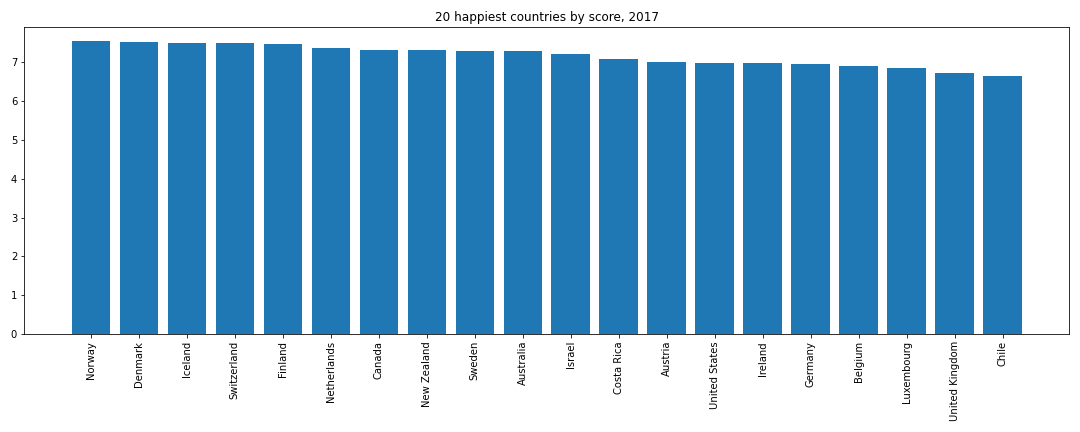 20 happiest countries by score, 2017
7
6
5
4
3
2
1
0
Norway
Denmark
Iceland
Switzerland
Finland
Netherlands
Canada
New Zealand
Sweden
Australia
Israel
Costa Rica
Austria
United States
Ireland
Germany
Belgium
Luxembourg
United Kingdom
Chile